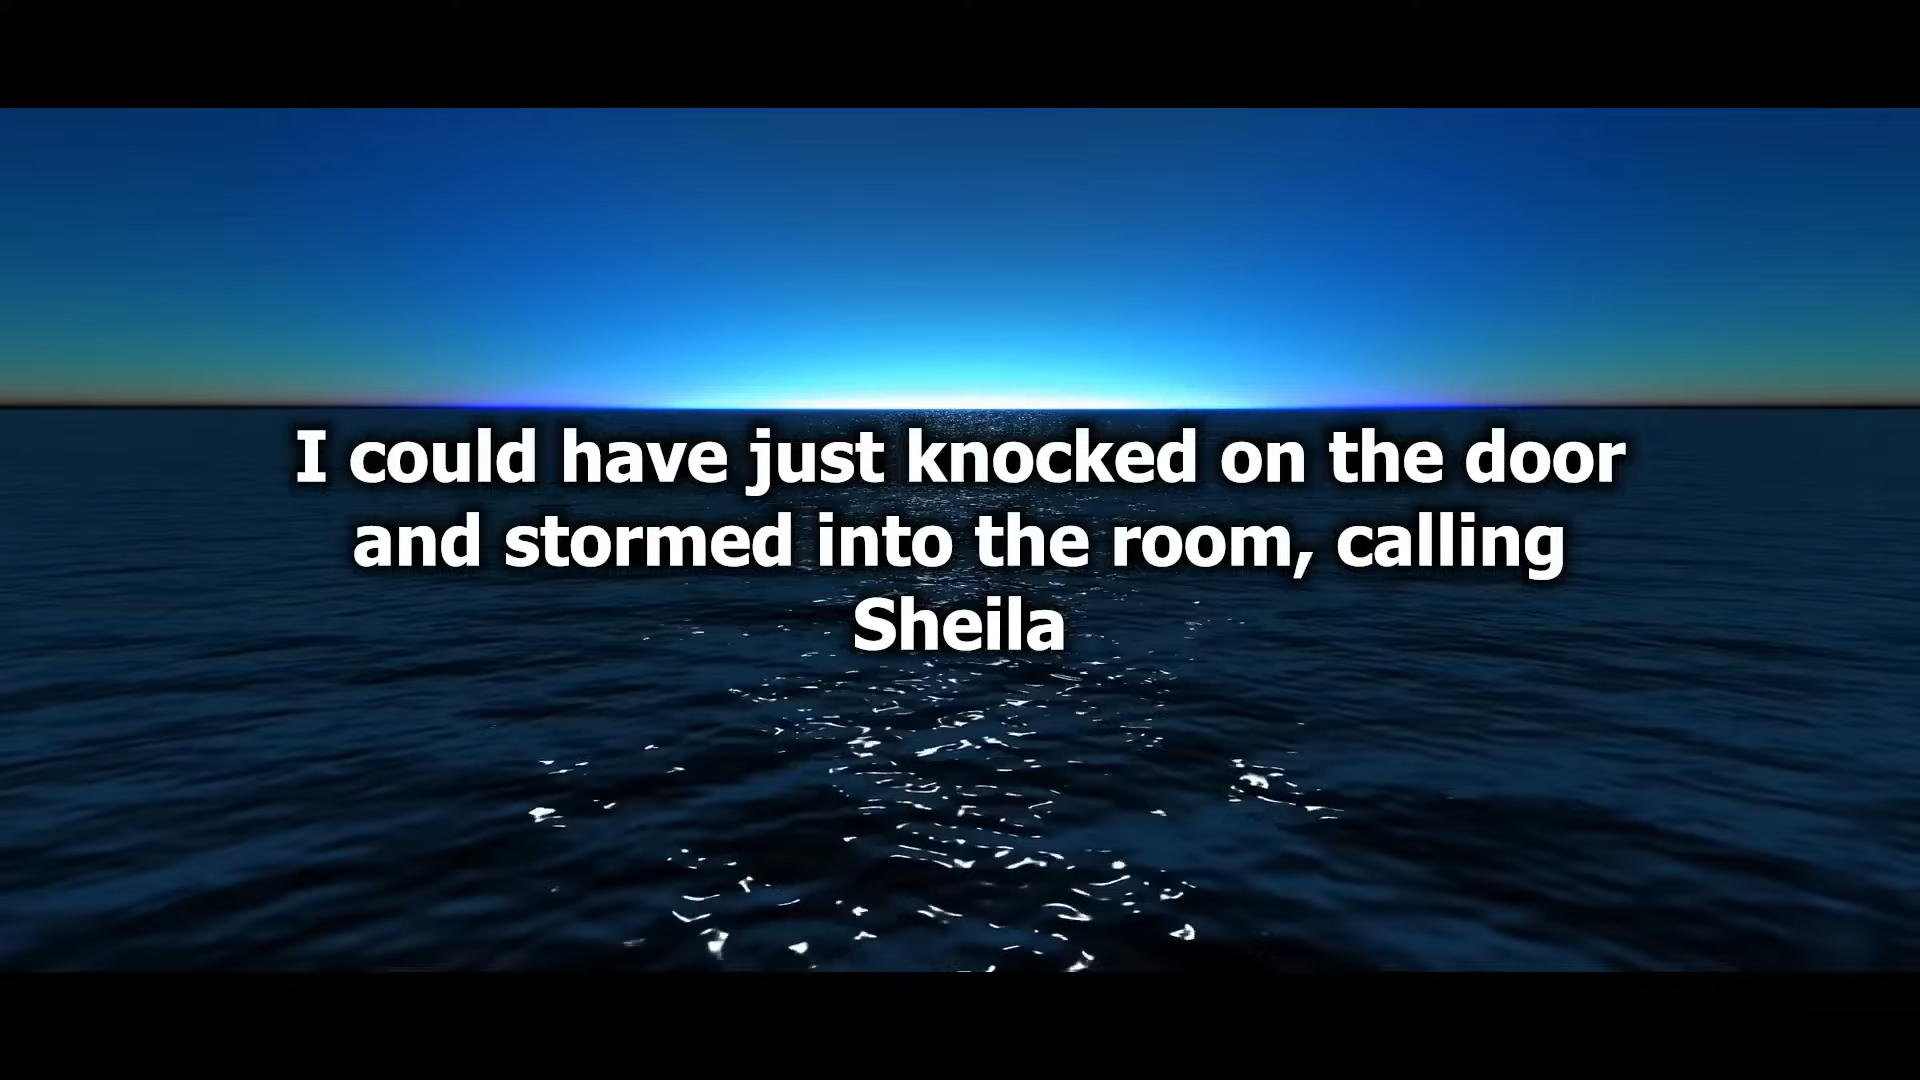 I could have just knocked on the door
and stormed into the room, calling
Sheila